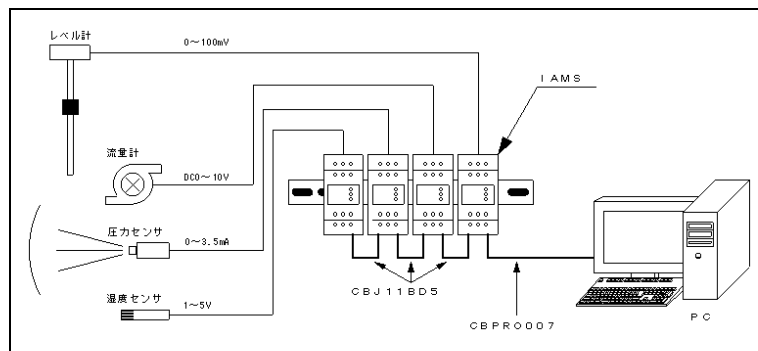 レベル計
0～100mV
IAMS
流量計
DC0～10V
圧力センサ
0～3.5mA
湿度センサ
1～5V
CBJ11BD5
CBPRO007
PC